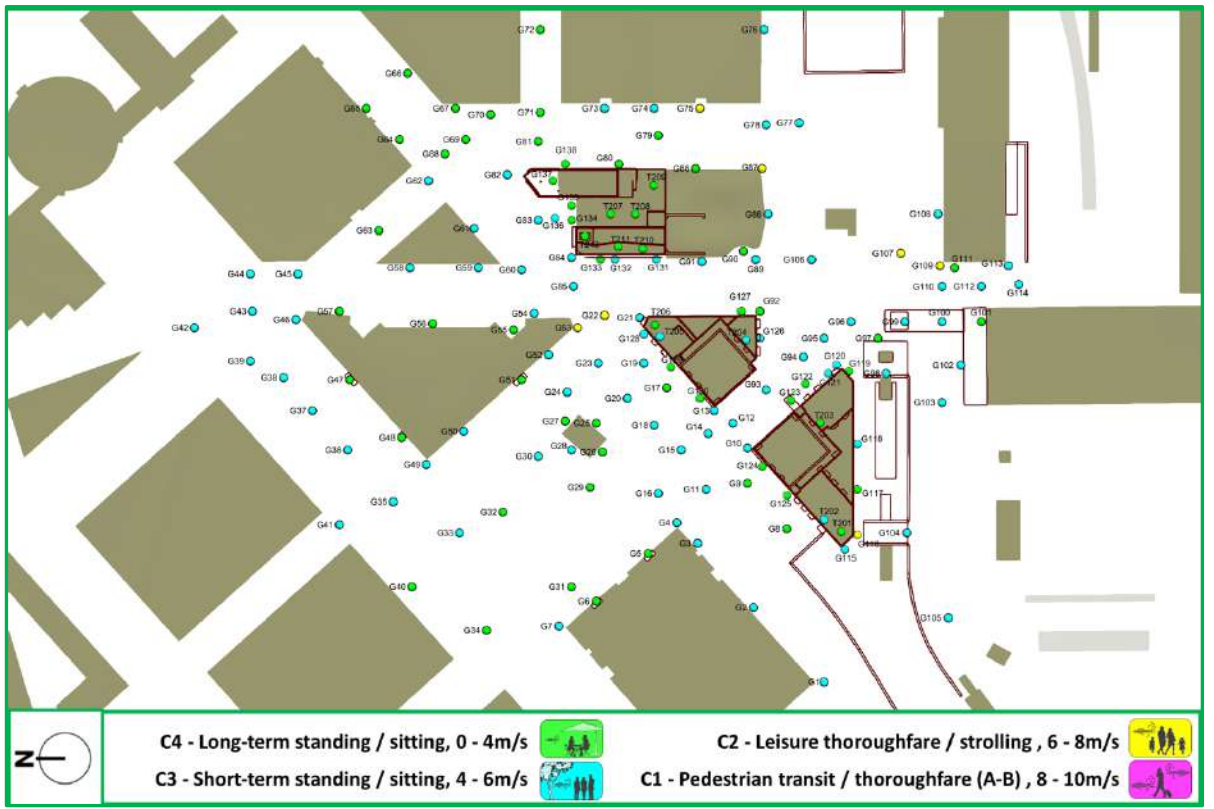 G72 G76
G66
G65 G67 G70 G71 G73 G74 G75
G78 G77
G64 G69 G81 G79
G68
G138 G80 G86 G87
G62 G82 G137 T209
G135 T207 T208 G88 G108
G63 G61 G83 G136 G134
T212 T211 T210 G90 G107
G44 G45 G58 G59 G60 G84 G133 G132 G131 G91 G89 G106 G109 G111 G113
G85 G110 G112 G114
G43 G57 G54 G22 G127 G92
G42 G46 G56 G55 G53 G21 T206 G96 G99 G100 G101
G128 T205 T204 G126 G95 G97
G39 G52 G23 G19 G94 G120 G119 G102
G38 G47 G51 G17 G93 G122 G121 G98
G24 G20 G123 G103
G37 G13
G27 G25 G18 G12 T203
G48 G50 G14
G36 G28 G26 G15 G10 G118
G49 G30 G124
G29 G16 G11 G9 G125 G117
G35 G32
G41 G33 G4 G8 T202 T201 G104
G5 G3 G115
G40 G31
G6 G2
G34 G7 G105
G1
N
C4 - Long-term standing / sitting, 0 - 4m/s
C2 - Leisure thoroughfare / strolling , 6 - 8m/s
C3 - Short-term standing / sitting, 4 - 6m/s
C1 - Pedestrian transit / thoroughfare (A-B) , 8 - 10m/s